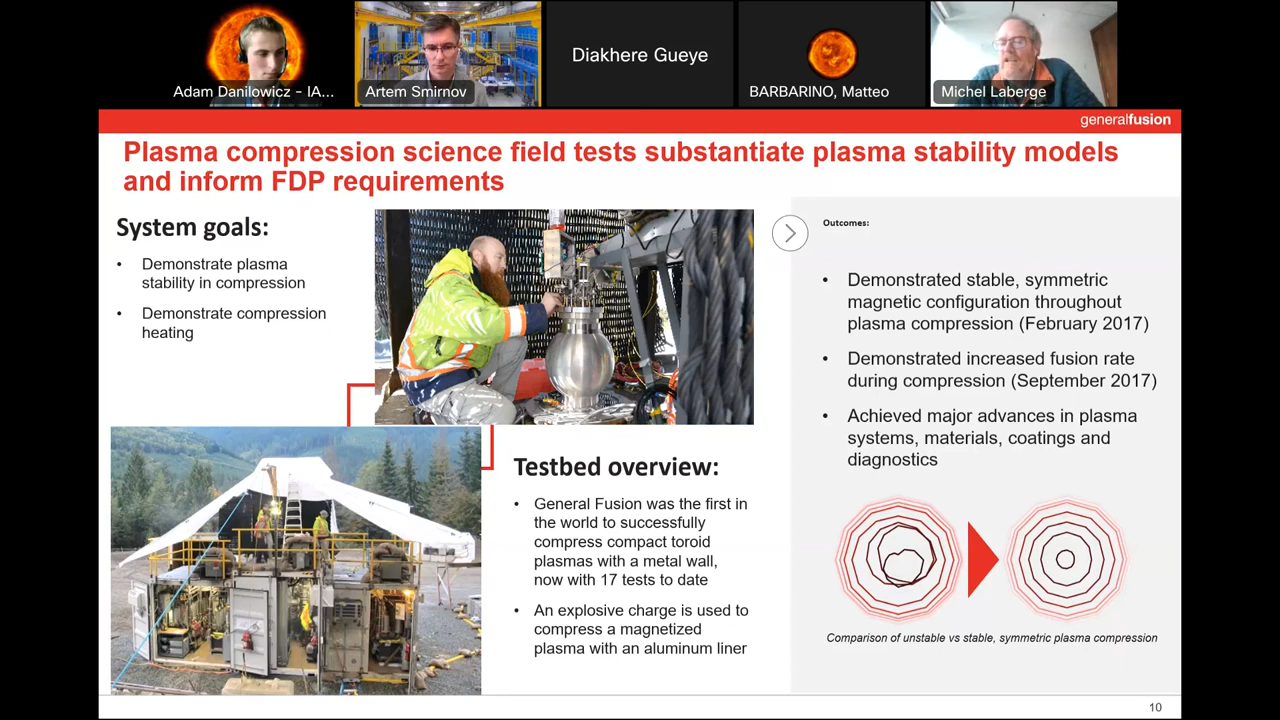 Adam Danilowicz - IA...
Artem Smirnov
Diakhere Gueye
BARBARINO, Matteo
Michel Laberge
generalfusion
Plasma compression science field tests substantiate plasma stability models
and inform FDP requirements
System goals:
• Demonstrate plasma
stability in compression
• Demonstrate compression
heating
Testbed overview:
• General Fusion was the first in
the world to successfully
compress compact toroid
plasmas with a metal wall,
now with 17 tests to date
• An explosive charge is used to
compress a magnetized
plasma with an aluminum liner
Outcomes:
• Demonstrated stable, symmetric
magnetic configuration throughout
plasma compression (February 2017)
• Demonstrated increased fusion rate
during compression (September 2017)
• Achieved major advances in plasma
systems, materials, coatings and
diagnostics
Comparison of unstable vs stable, symmetric plasma compression
10